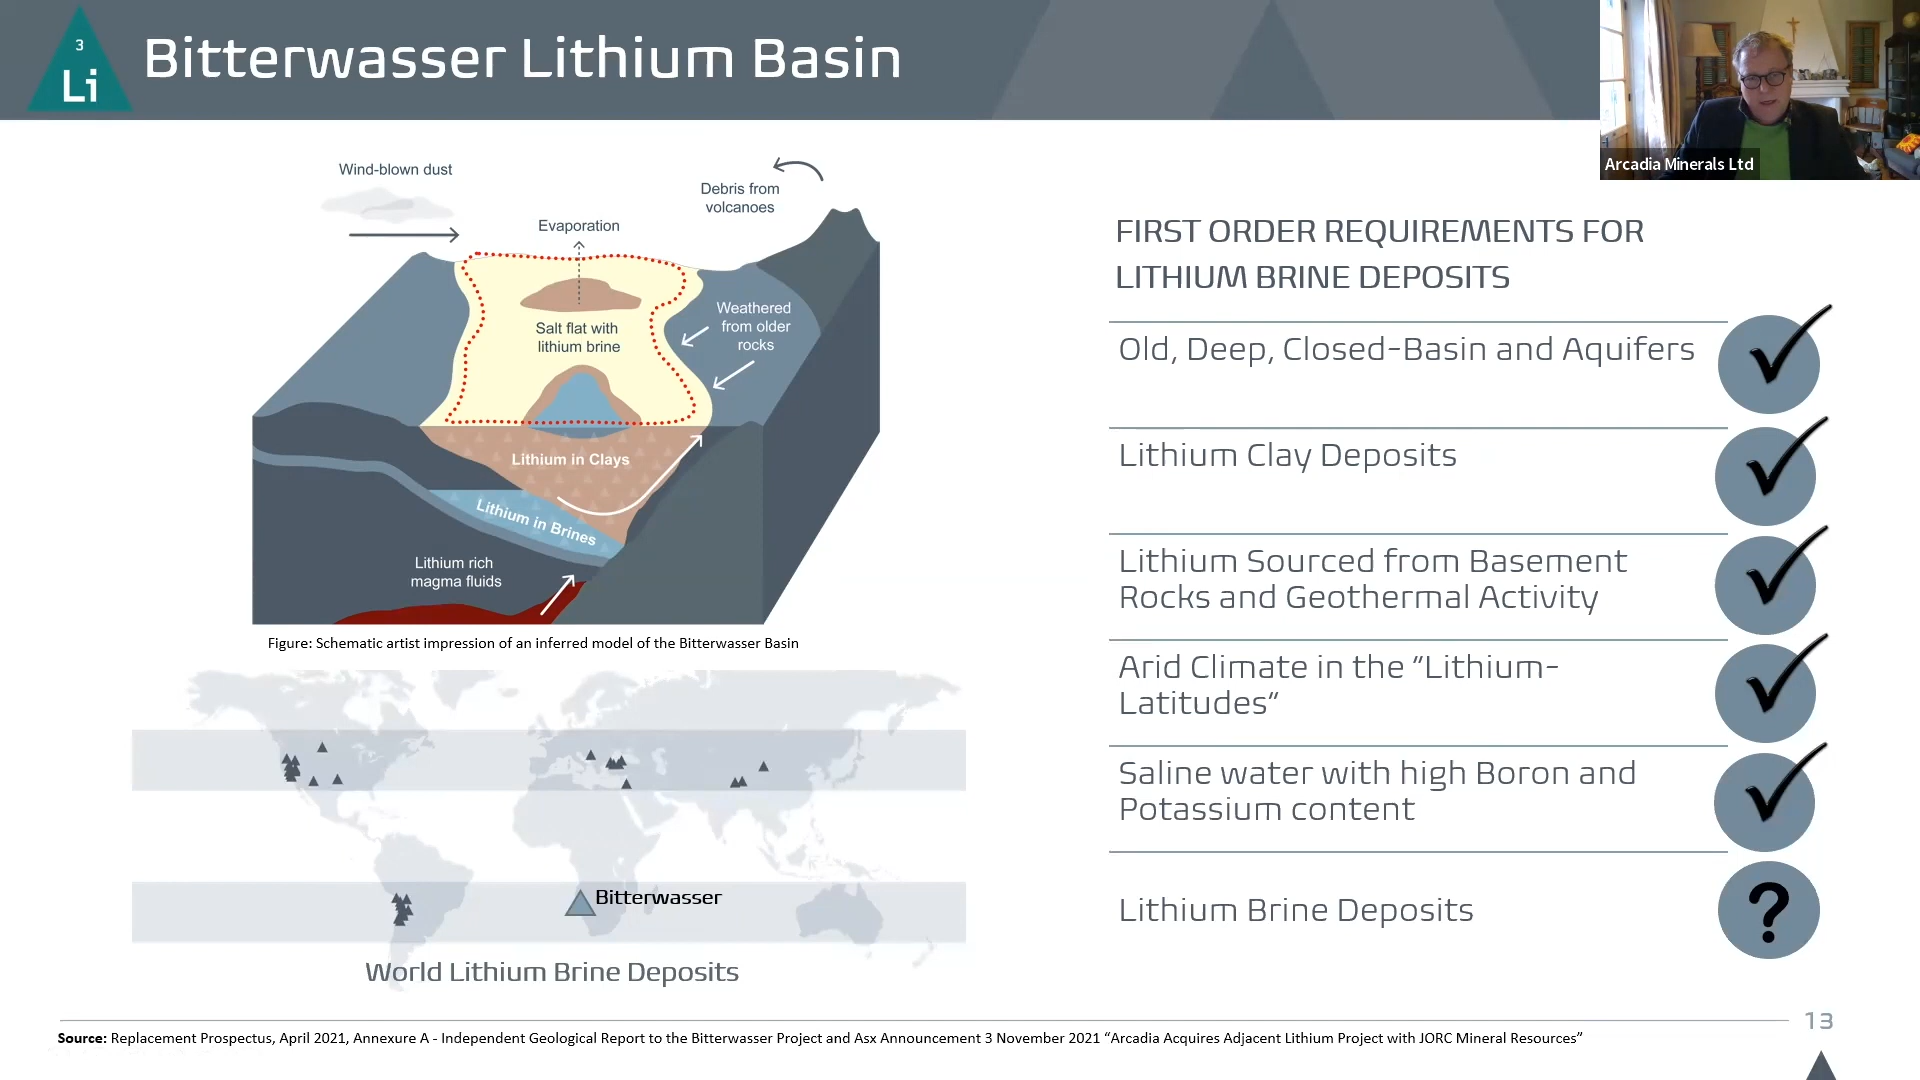 3
Li
Bitterwasser Lithium Basin
Arcadia Minerals Ltd
Wind-blown dust
Debris from
volcanoes
Evaporation
Weathered
from older
rocks
Salt flat with
lithium brine
Lithium in Clays
Lithium in Brines
Lithium rich
magma fluids
Figure: Schematic artist impression of an inferred model of the Bitterwasser Basin
Bitterwasser
World Lithium Brine Deposits
FIRST ORDER REQUIREMENTS FOR
LITHIUM BRINE DEPOSITS
Old, Deep, Closed-Basin and Aquifers
Lithium Clay Deposits
Lithium Sourced from Basement
Rocks and Geothermal Activity
Arid Climate in the “Lithium-
Latitudes”
Saline water with high Boron and
Potassium content
Lithium Brine Deposits
?
13
Source: Replacement Prospectus, April 2021, Annexure A - Independent Geological Report to the Bitterwasser Project and Asx Announcement 3 November 2021 “Arcadia Acquires Adjacent Lithium Project with JORC Mineral Resources”